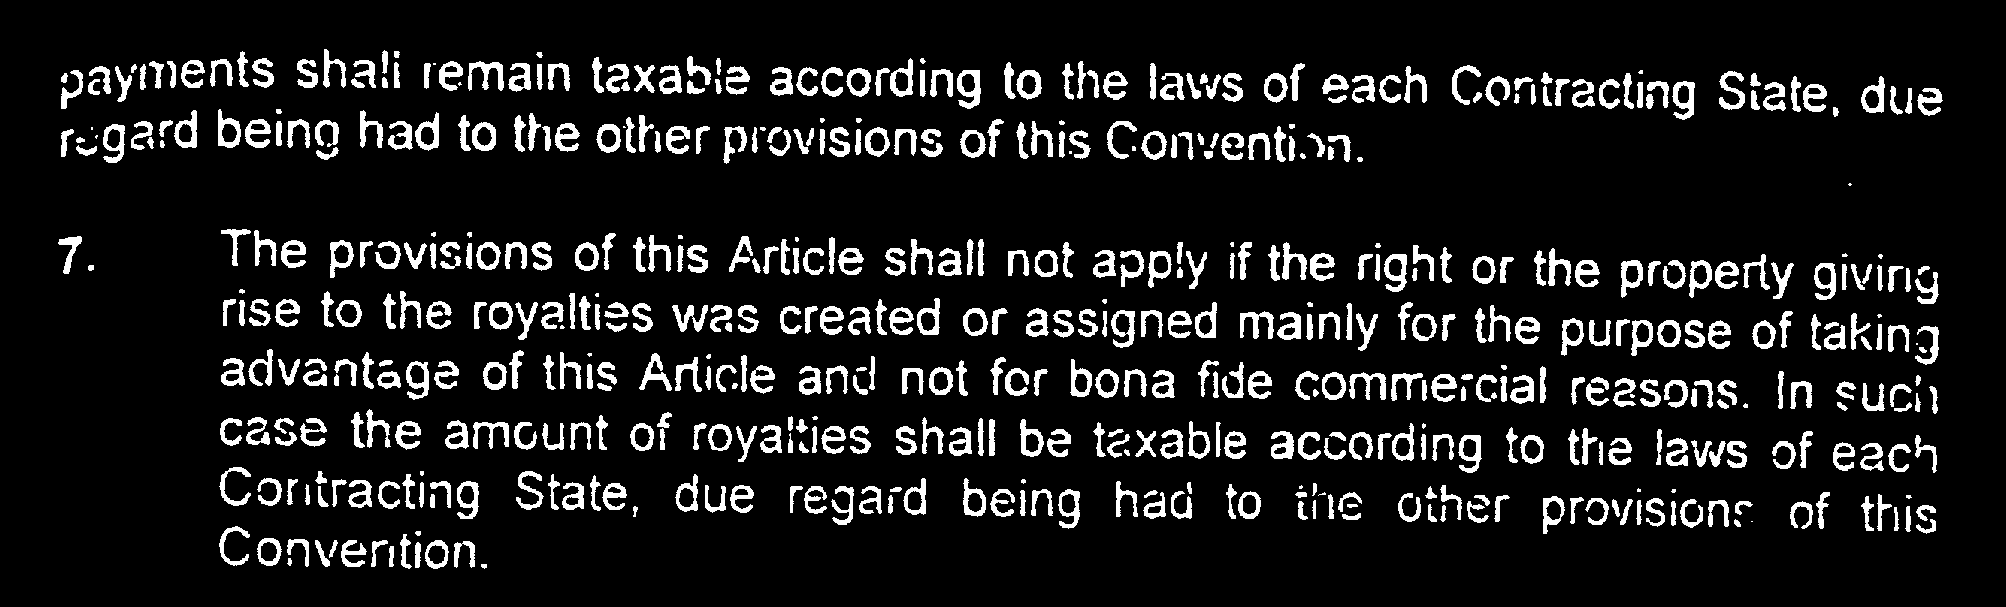 payments shall remain taxable according to the laws of each Contracting State, due
regard being had to the other provisions of this Convention.
7. The provisions of this Article shall not apply if the right or the property giving
rise to the royalties was created or assigned mainly for the purpose of taking
advantage of this Article and not for bona fide commercial reasons. In such
case the amount of royalties shall be taxable according to the laws of each
Contracting State, due regard being had to the other provisions of this
Convention.